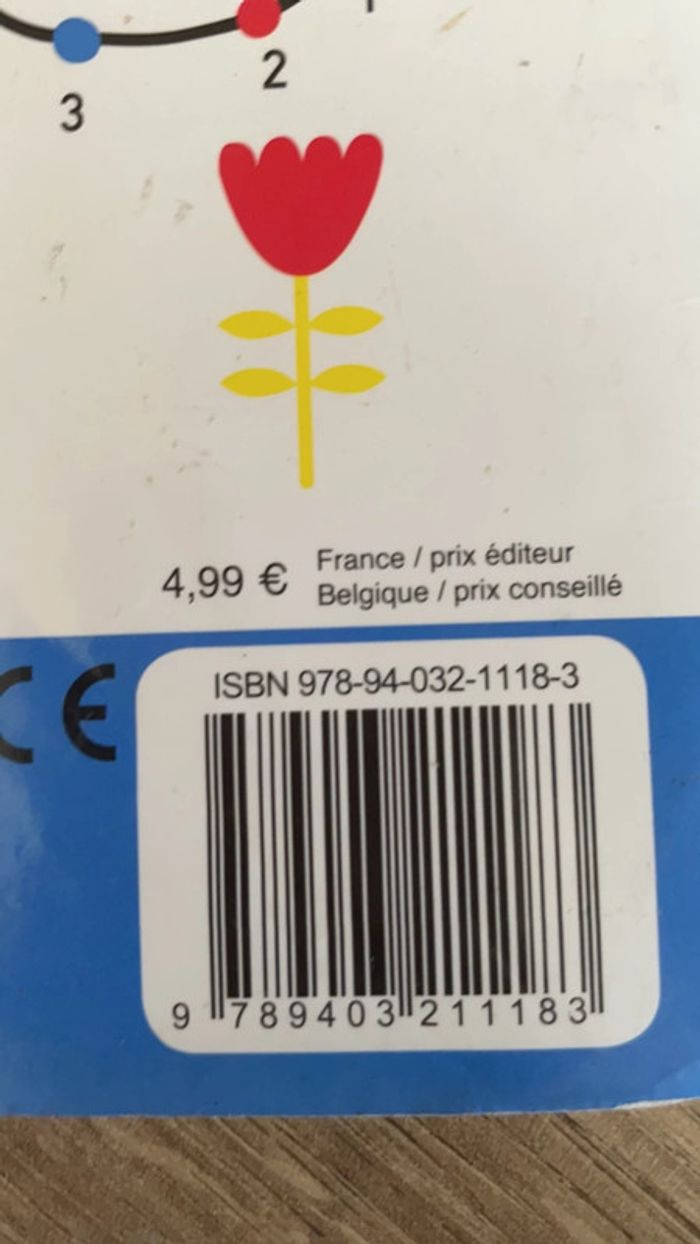 2
3
4,99 €
France / prix éditeur
Belgique / prix conseillé
CE
ISBN 978-94-032-1118-3
9 789403 211183